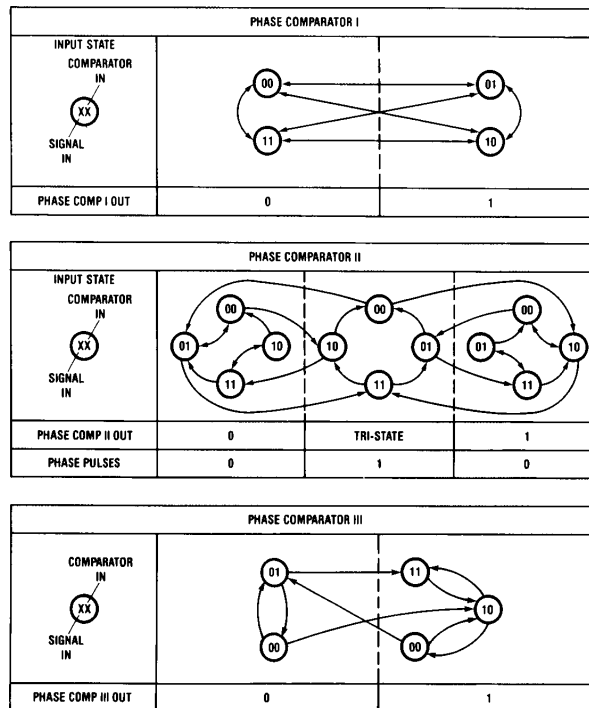 PHASE COMPARATOR I
INPUT STATE
COMPARATOR
IN
XX
SIGNAL
IN
00
01
11
10
PHASE COMP I OUT
0
1
PHASE COMPARATOR II
INPUT STATE
COMPARATOR
IN
XX
SIGNAL
IN
00
00
00
01
10
10
01
01
10
11
11
11
PHASE COMP II OUT
0
TRI-STATE
1
PHASE PULSES
0
1
0
PHASE COMPARATOR III
COMPARATOR
IN
XX
SIGNAL
IN
01
11
10
00
00
PHASE COMP III OUT
0
1